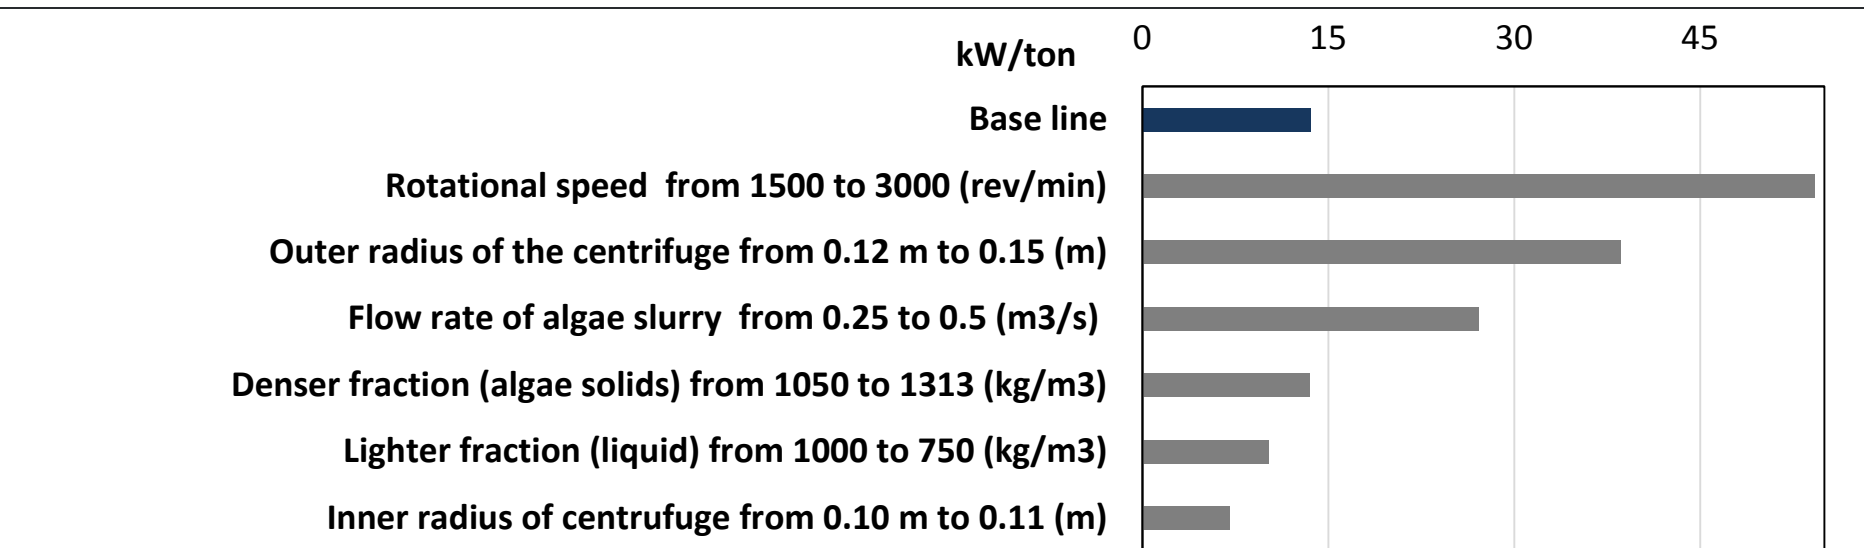 0 15 30 45
kW/ton
Base line
Rotational speed  from 1500 to 3000 (rev/min)
Outer radius of the centrifuge from 0.12 m to 0.15 (m)
Flow rate of algae slurry  from 0.25 to 0.5 (m3/s)
Denser fraction (algae solids) from 1050 to 1313 (kg/m3)
Lighter fraction (liquid) from 1000 to 750 (kg/m3)
Inner radius of centrufuge from 0.10 m to 0.11 (m)